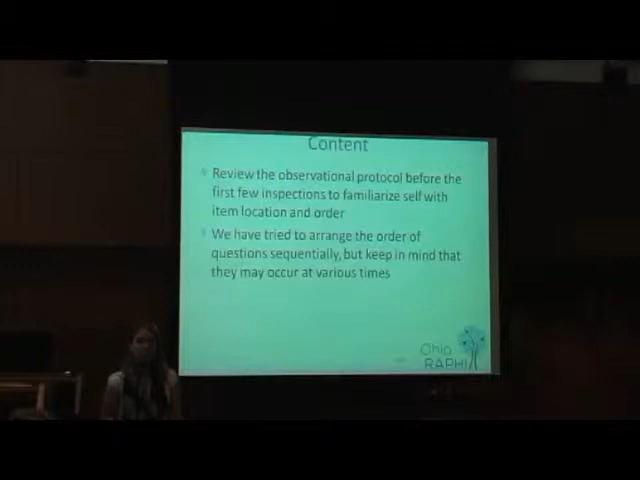 Content
Review the observational protocol before the
first few inspections to familiarize self with
item location and order
We have tried to arrange the order of
questions sequentially, but keep in mind that
they may occur at various times
Ohio
RAPHI